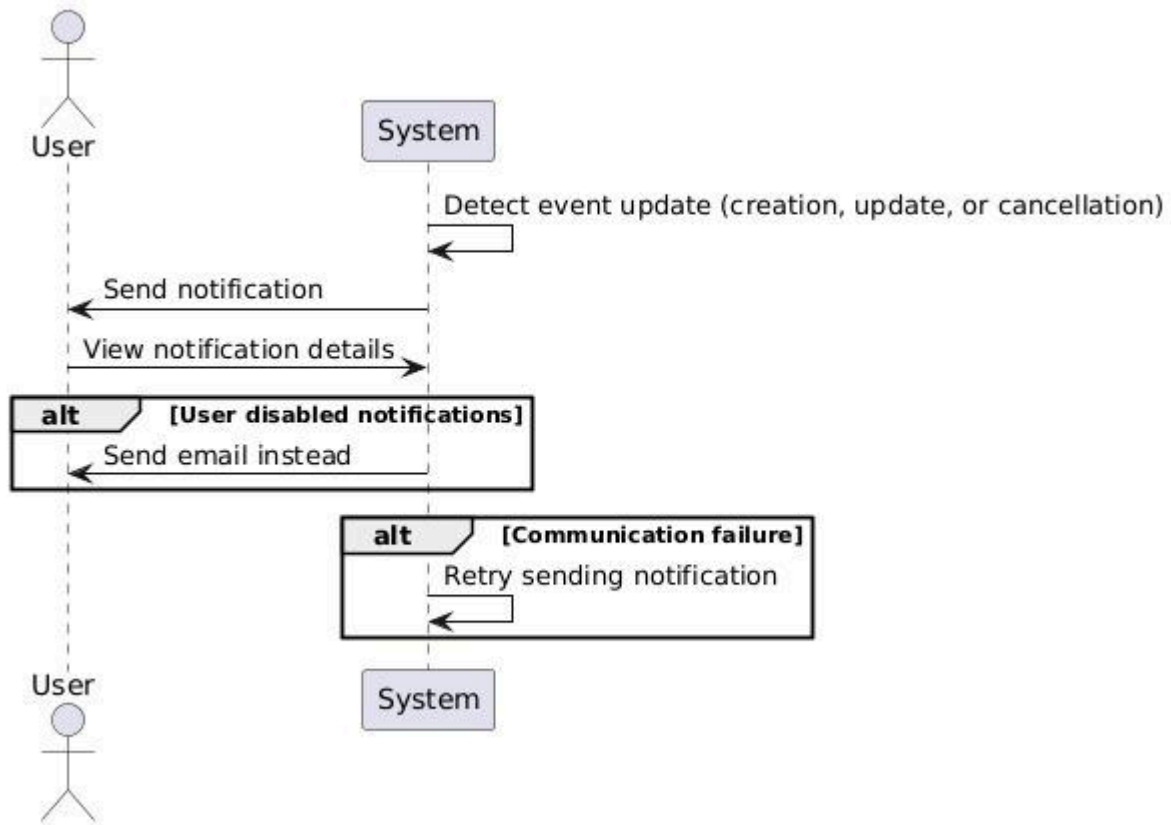 User
System
Detect event update (creation, update, or cancellation)
Send notification
View notification details
alt [User disabled notifications]
Send email instead
alt [Communication failure]
Retry sending notification
User
System